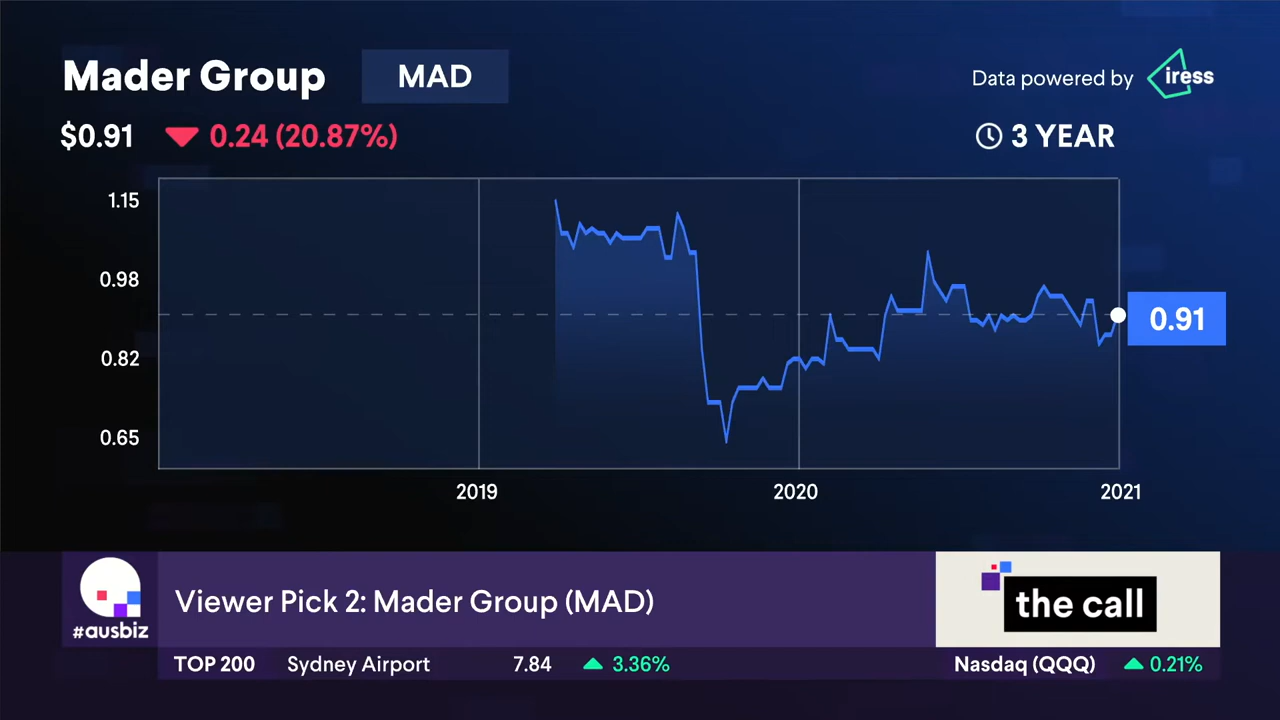 Mader Group MAD
Data powered by iress
$0.91 ▼ 0.24 (20.87%)
3 YEAR
1.15
0.98
0.91
0.82
0.65
2019 2020 2021
#ausbiz
Viewer Pick 2: Mader Group (MAD)
the call
TOP 200 Sydney Airport 7.84 ▲ 3.36% Nasdaq (QQQ) ▲ 0.21%